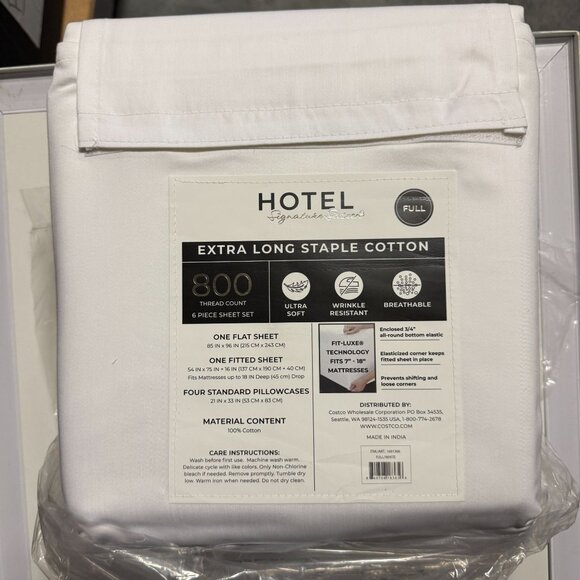 HOTEL
Signature
FULL
EXTRA LONG STAPLE COTTON
800
THREAD COUNT
6 PIECE SHEET SET
ULTRA
SOFT
WRINKLE
RESISTANT
BREATHABLE
ONE FLAT SHEET
85 IN x 96 IN (215 CM x 243 CM)
ONE FITTED SHEET
54 IN x 75 IN + 16 IN (137 CM x 190 CM + 40 CM)
Fits Mattresses up to 18 IN Deep (45 cm) Drop
FOUR STANDARD PILLOWCASES
21 IN x 33 IN (53 CM x 83 CM)
MATERIAL CONTENT
100% Cotton
CARE INSTRUCTIONS:
Wash before first use. Machine wash warm.
Delicate cycle with like colors. Only Non-Chlorine
bleach if needed. Remove promptly. Tumble dry
low. Warm iron when needed. Do not dry clean.
FIT-LUXE®
TECHNOLOGY
FITS 7" - 18"
MATTRESSES
Enclosed 3/4"
all-round bottom elastic
Elasticized corner keeps
fitted sheet in place
Prevents shifting and
loose corners
DISTRIBUTED BY:
Costco Wholesale Corporation PO Box 34535,
Seattle, WA 98124-1535 USA, 1-800-774-2678
WWW.COSTCO.COM
MADE IN INDIA
FULL/WHITE